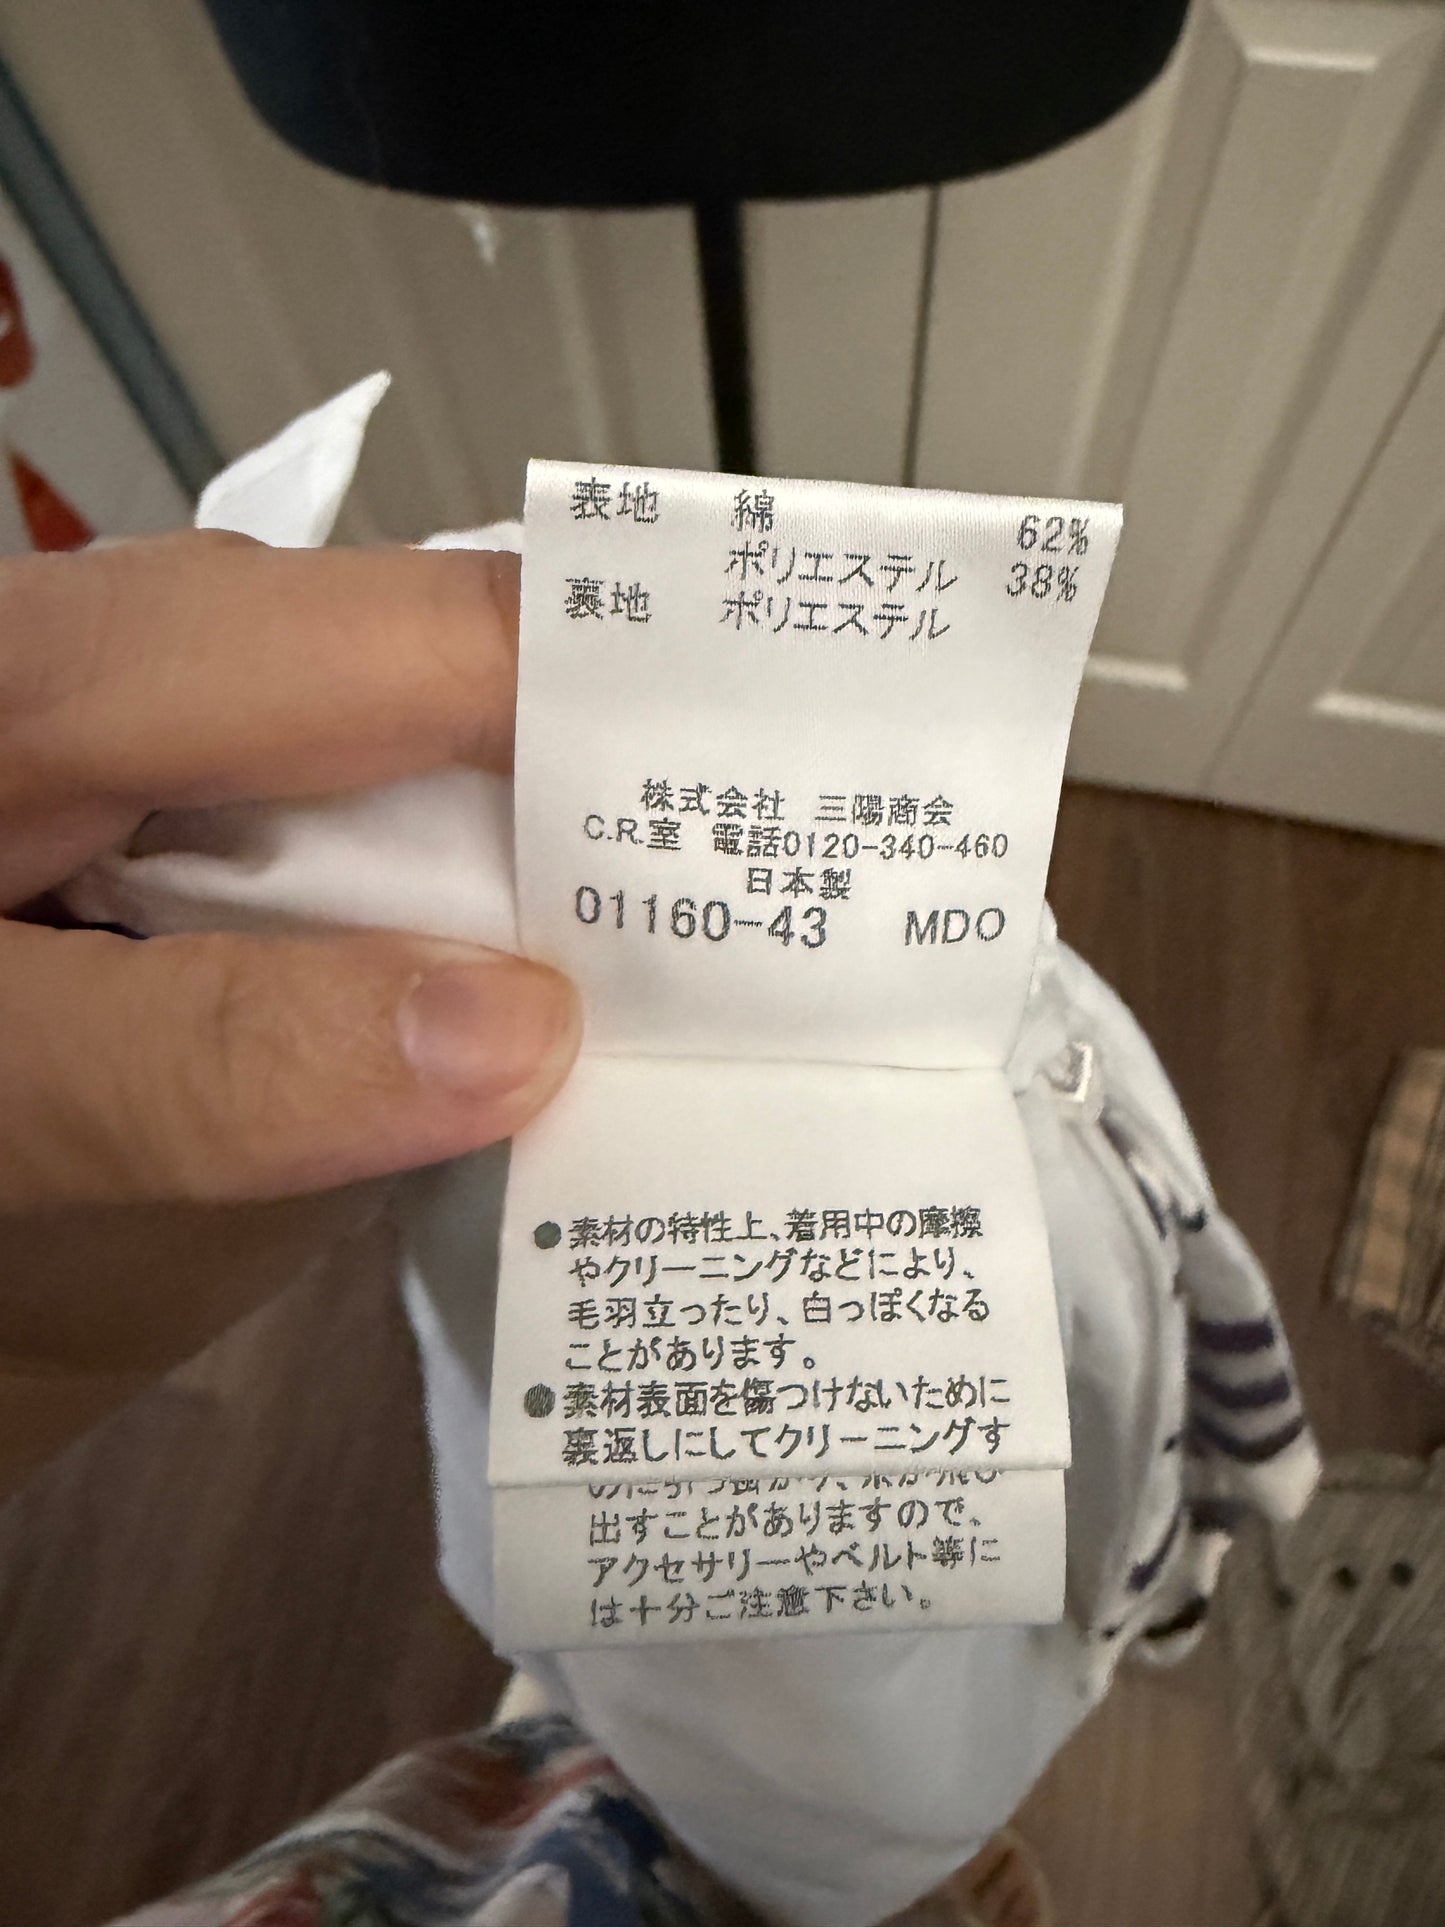 表地 綿 62%
ポリエステル 38%
裏地 ポリエステル
株式会社 三陽商会
C.R.室 電話0120-340-460
日本製
01160-43 MDO
●素材の特性上、着用中の摩擦
やクリーニングなどにより、
毛羽立ったり、白っぽくなる
ことがあります。
●素材表面を傷つけないために
裏返しにしてクリーニングす
出すことがありますので、
アクセサリーやベルト等に
は十分ご注意下さい。